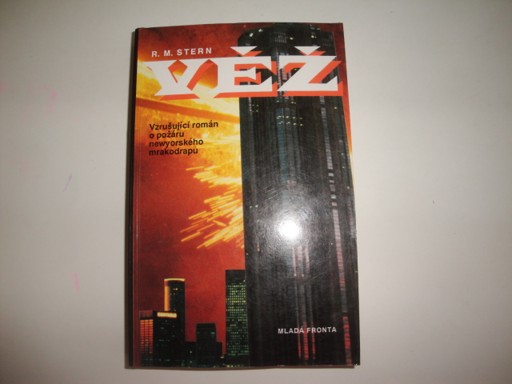 R. M. STERN
VĚŽ
Vzrušující román
o požáru
newyorského
mrakodrapu
MLADÁ FRONTA